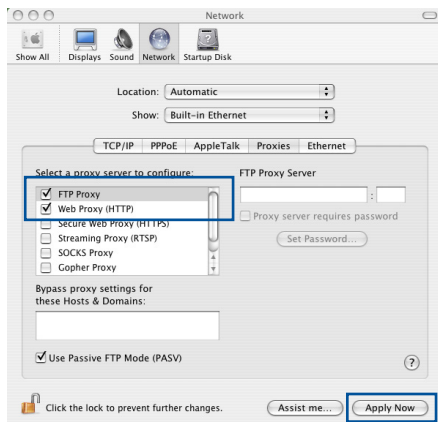 Network
Show All Displays Sound Network Startup Disk
Location: Automatic
Show: Built-in Ethernet
TCP/IP PPPoE AppleTalk Proxies Ethernet
Select a proxy server to configure:
FTP Proxy
Web Proxy (HTTP)
Secure Web Proxy (HTTPS)
Streaming Proxy (RTSP)
SOCKS Proxy
Gopher Proxy
FTP Proxy Server
:
Proxy server requires password
Set Password...
Bypass proxy settings for
these Hosts & Domains:
Use Passive FTP Mode (PASV)
?
Click the lock to prevent further changes.
Assist me...
Apply Now